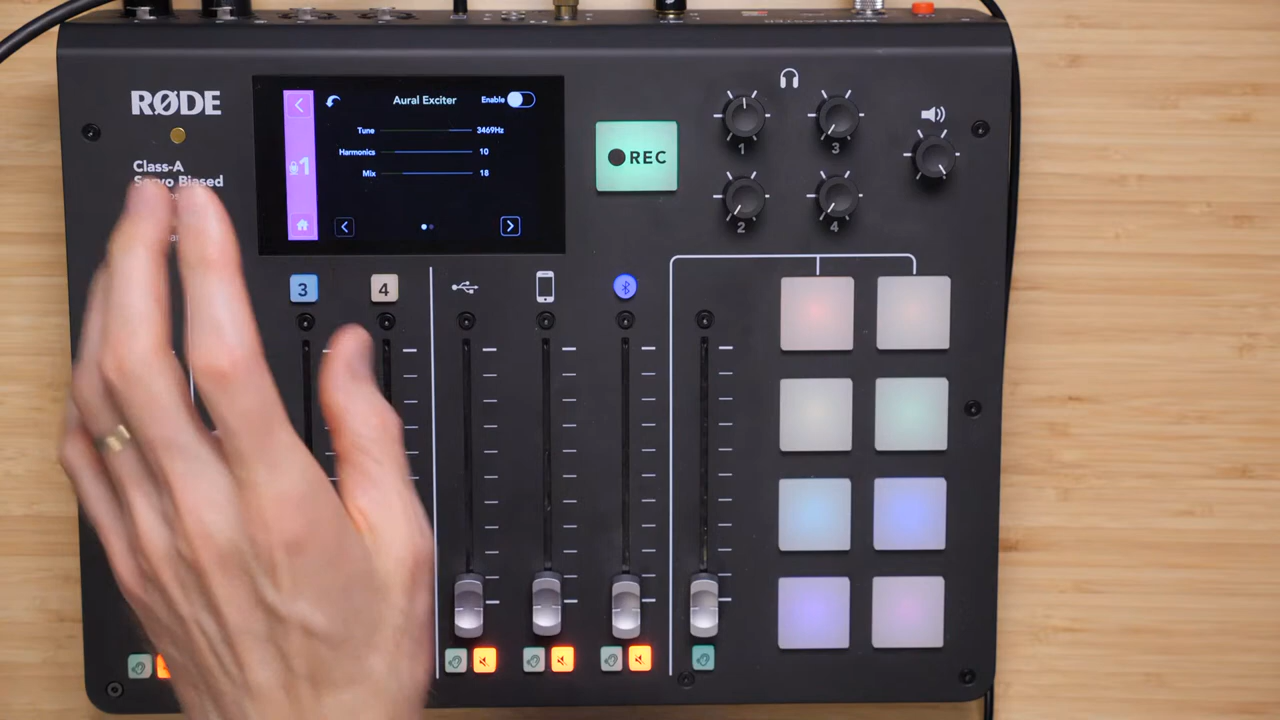 RØDE
Class-A
Servo Biased
Aural Exciter
Enable
Tune 3469Hz
Harmonics 10
Mix 18
1
REC
1
3
2
4
3
4